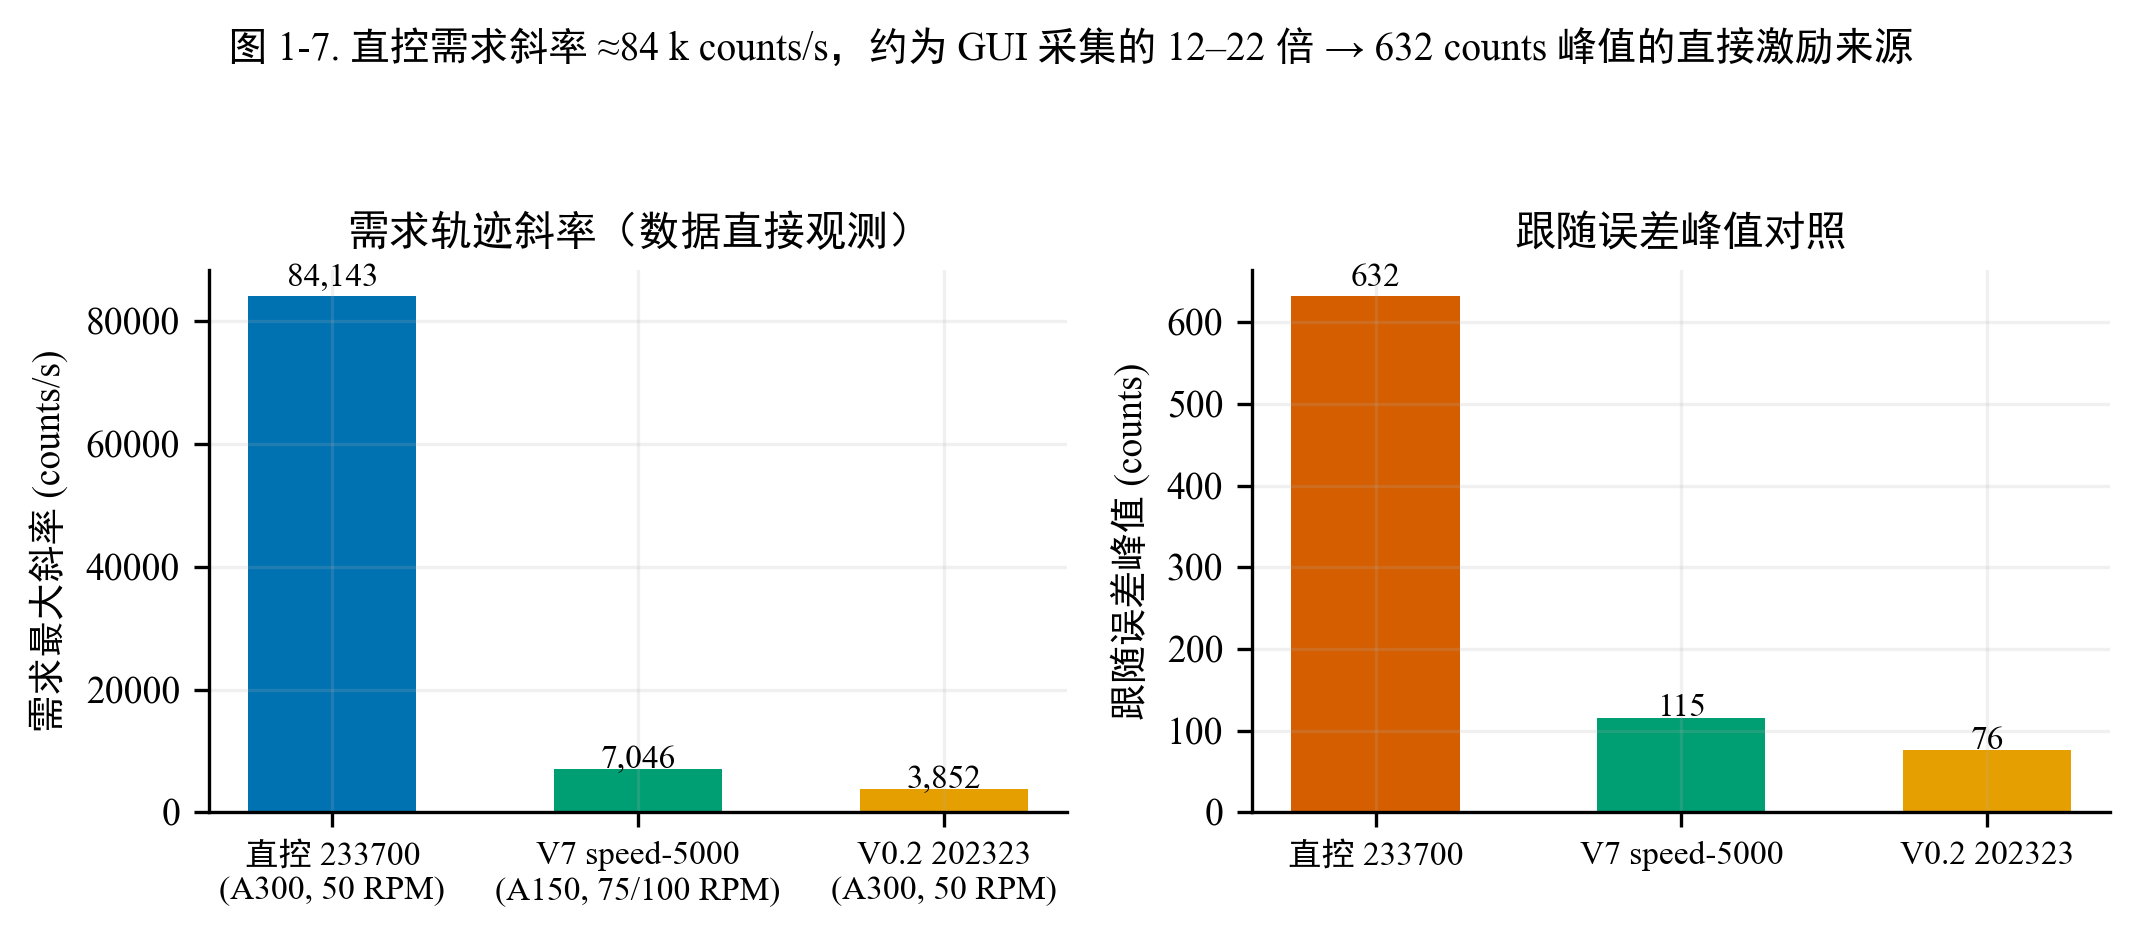 图 1-7. 直控需求斜率 ≈84 k counts/s，约为 GUI 采集的 12–22 倍 → 632 counts 峰值的直接激励来源
需求轨迹斜率（数据直接观测）
需求最大斜率 (counts/s)
80000
60000
40000
20000
0
84,143
7,046
3,852
直控 233700
(A300, 50 RPM)
V7 speed-5000
(A150, 75/100 RPM)
V0.2 202323
(A300, 50 RPM)
跟随误差峰值对照
跟随误差峰值 (counts)
600
500
400
300
200
100
0
632
115
76
直控 233700
V7 speed-5000
V0.2 202323